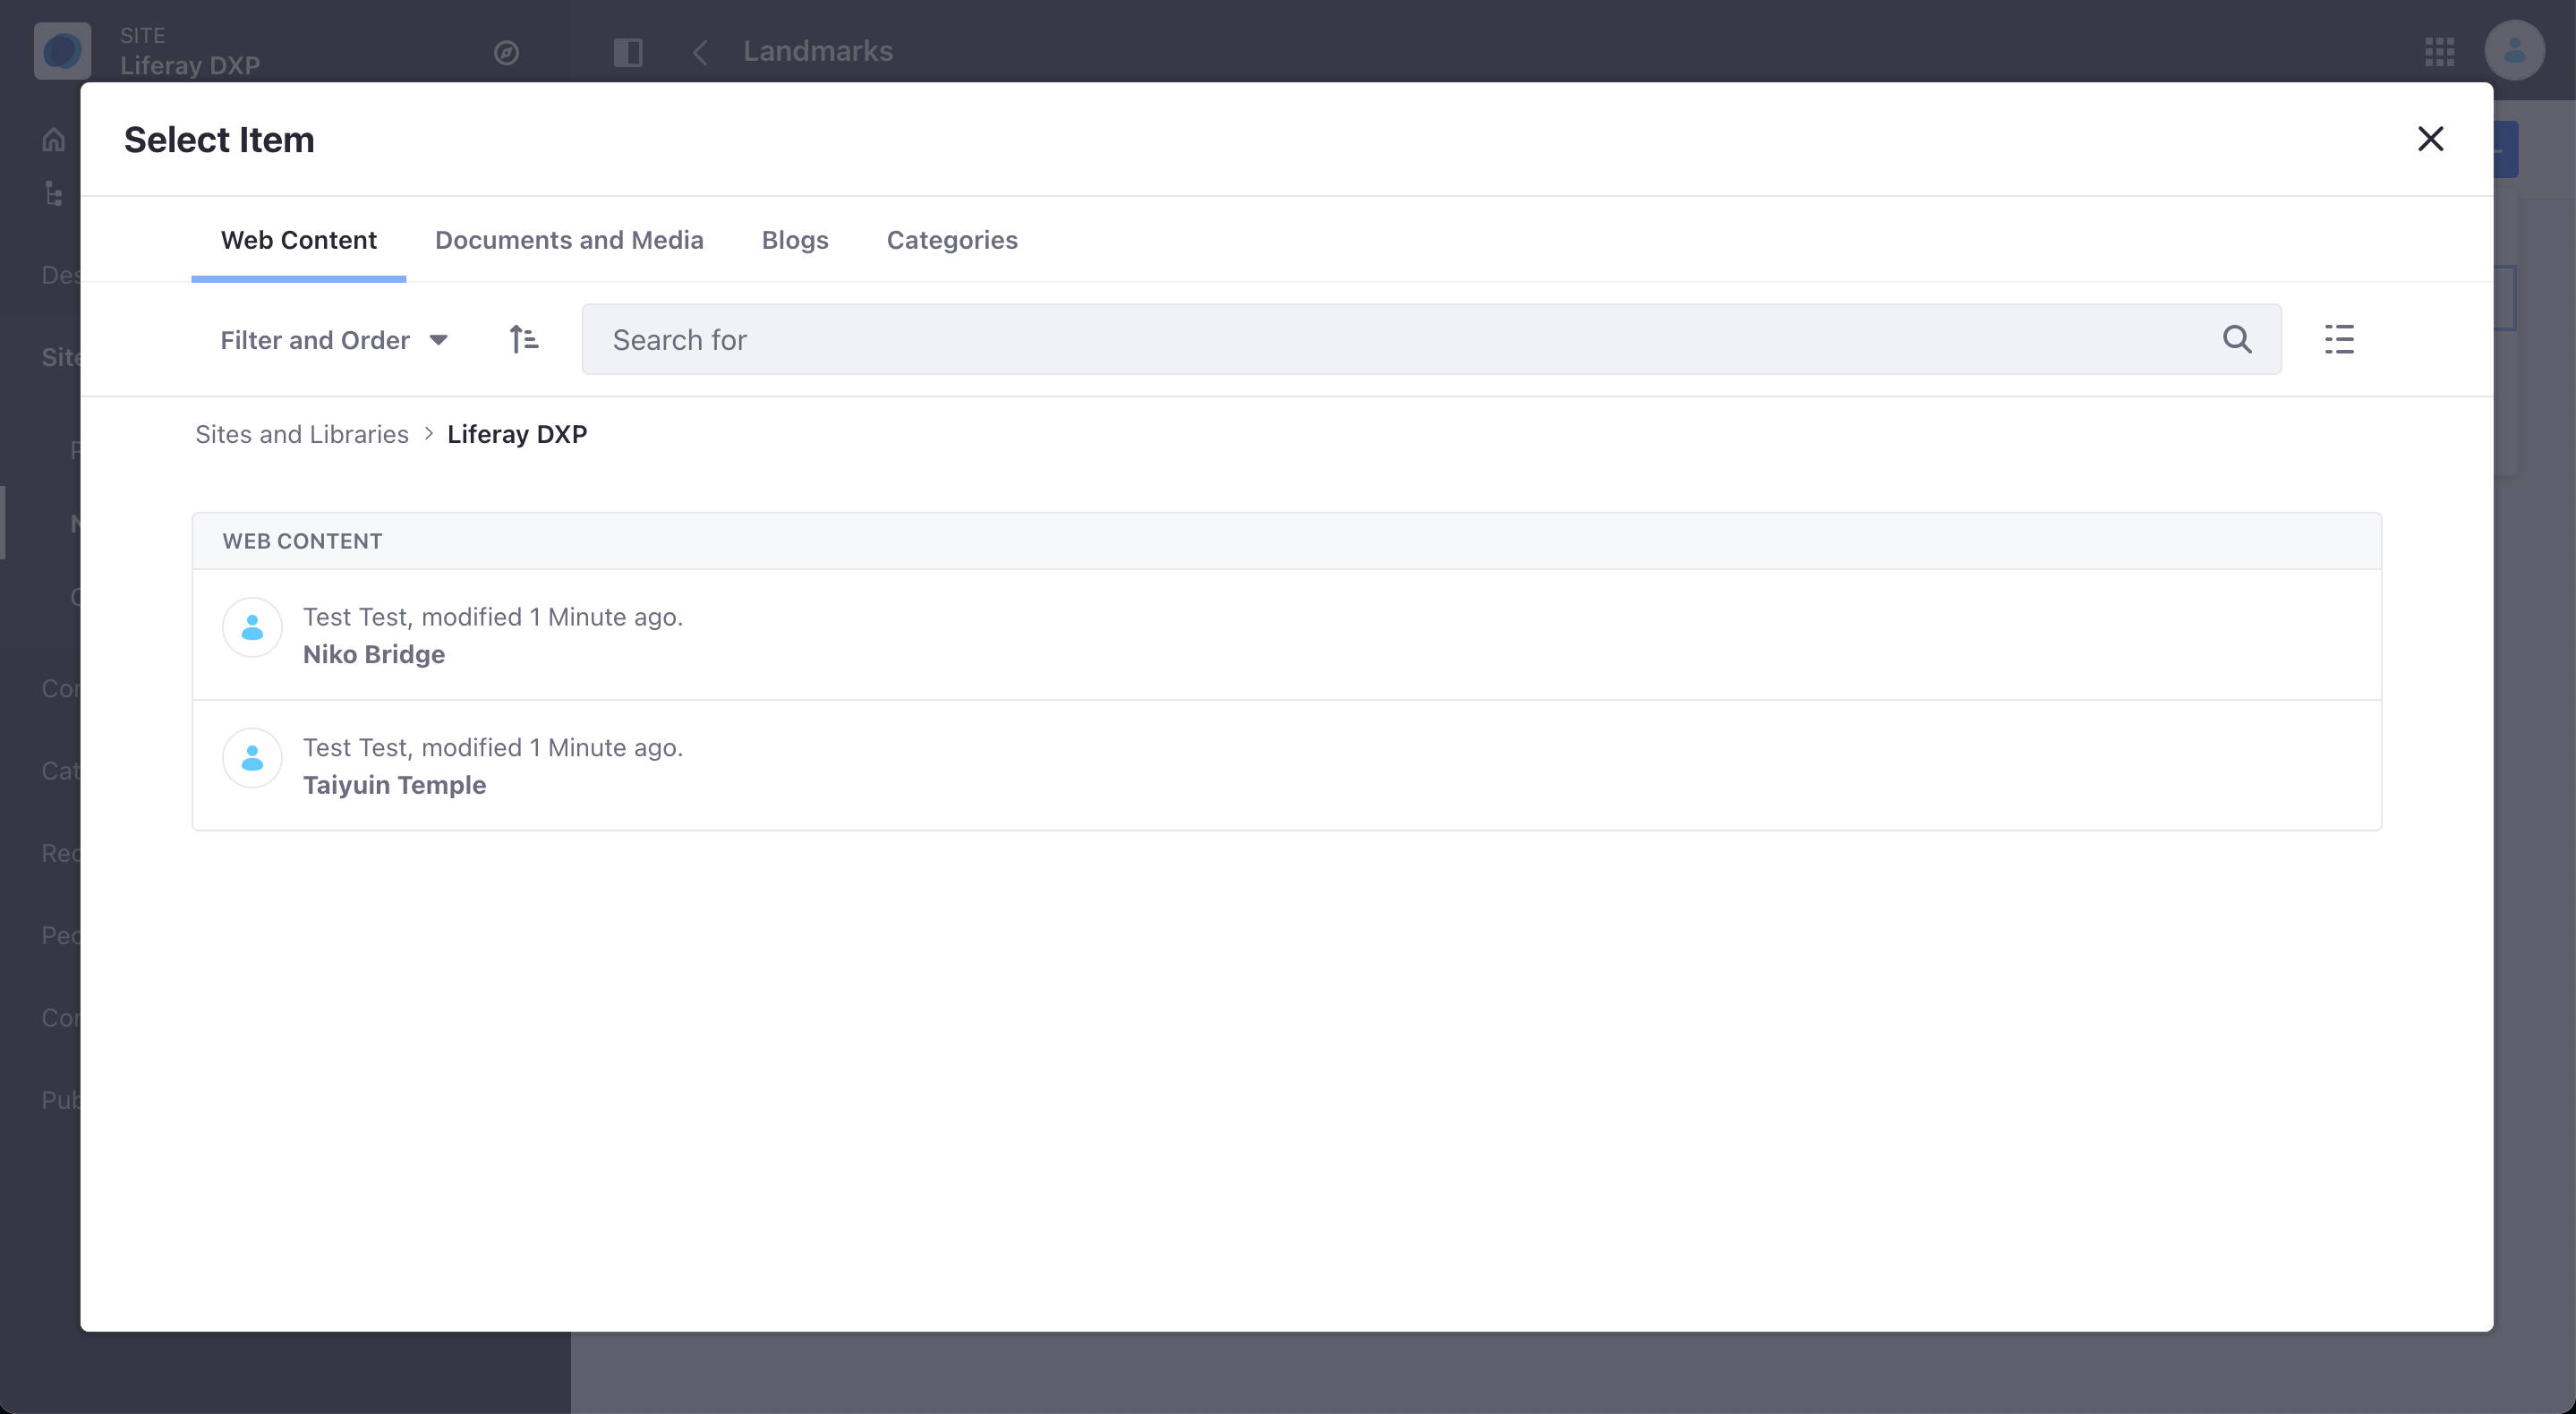 SITE
Liferay DXP
Landmarks
Select Item
Web Content Documents and Media Blogs Categories
Filter and Order Search for
Sites and Libraries > Liferay DXP
WEB CONTENT
Test Test, modified 1 Minute ago.
Niko Bridge
Test Test, modified 1 Minute ago.
Taiyuin Temple